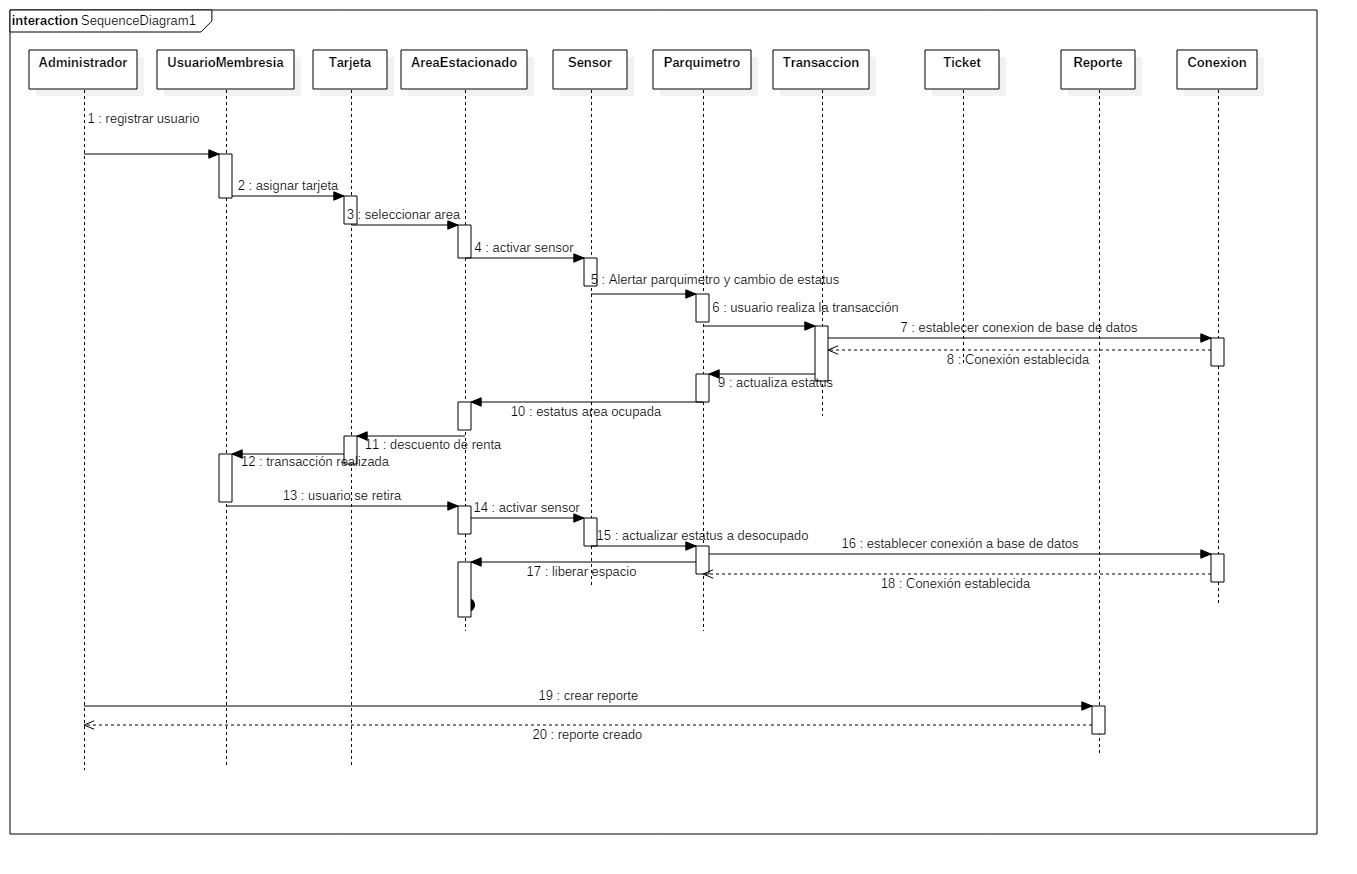 interaction SequenceDiagram1
Administrador
UsuarioMembresia
Tarjeta
AreaEstacionado
Sensor
Parquimetro
Transaccion
Ticket
Reporte
Conexion
1 : registrar usuario
2 : asignar tarjeta
3 : seleccionar area
4 : activar sensor
5 : Alertar parquimetro y cambio de estatus
6 : usuario realiza la transacción
7 : establecer conexion de base de datos
8 : Conexión establecida
9 : actualiza estatus
10 : estatus area ocupada
11 : descuento de renta
12 : transacción realizada
13 : usuario se retira
14 : activar sensor
15 : actualizar estatus a desocupado
16 : establecer conexión a base de datos
17 : liberar espacio
18 : Conexión establecida
19 : crear reporte
20 : reporte creado